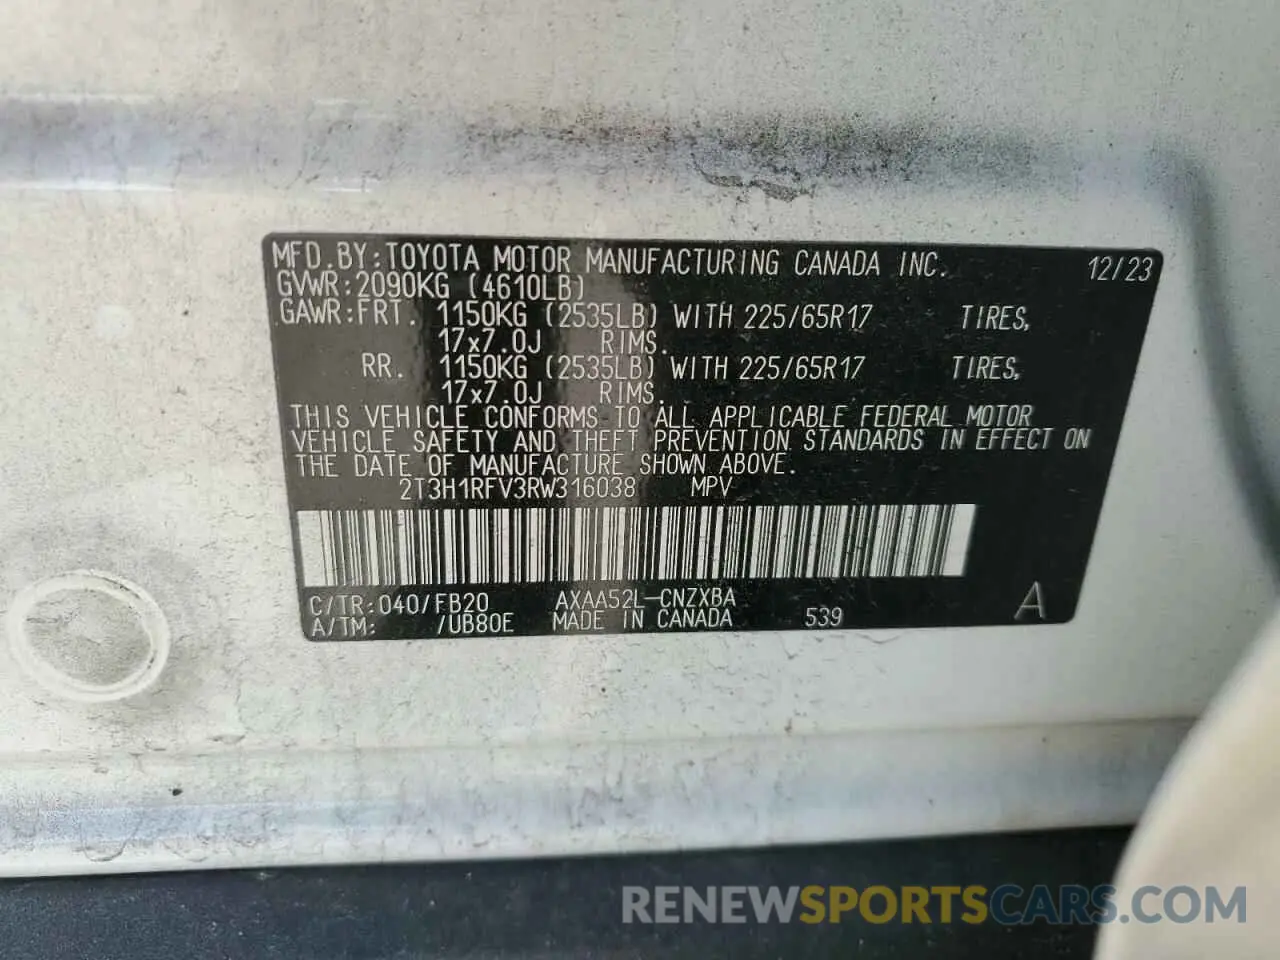 MFD.BY:TOYOTA MOTOR MANUFACTURING CANADA INC. 12/23
GVWR:2090KG (4610LB)
GAWR:FRT. 1150KG (2535LB) WITH 225/65R17 TIRES,
17x7.0J RIMS.
RR. 1150KG (2535LB) WITH 225/65R17 TIRES,
17x7.0J RIMS.
THIS VEHICLE CONFORMS TO ALL APPLICABLE FEDERAL MOTOR
VEHICLE SAFETY AND THEFT PREVENTION STANDARDS IN EFFECT ON
THE DATE OF MANUFACTURE SHOWN ABOVE.
2T3H1RFV3RW316038 MPV
C/TR:040/FB20 AXAA52L-CNZXBA
A/TM: /UB80E MADE IN CANADA 539 A
RENEWSPORTSCARS.COM